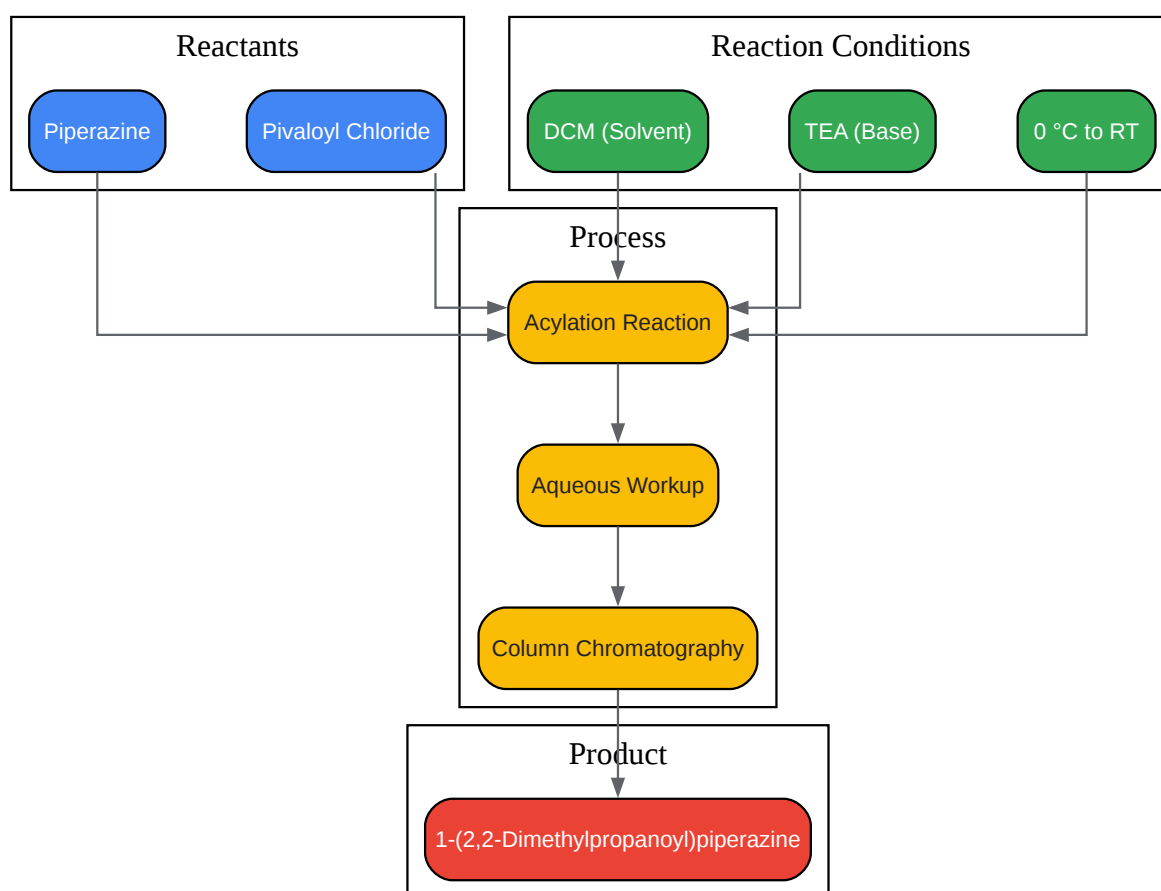 Reactants
Reaction Conditions
Piperazine
Pivaloyl Chloride
DCM (Solvent)
TEA (Base)
0 °C to RT
Process
Acylation Reaction
Aqueous Workup
Column Chromatography
Product
1-(2,2-Dimethylpropanoyl)piperazine